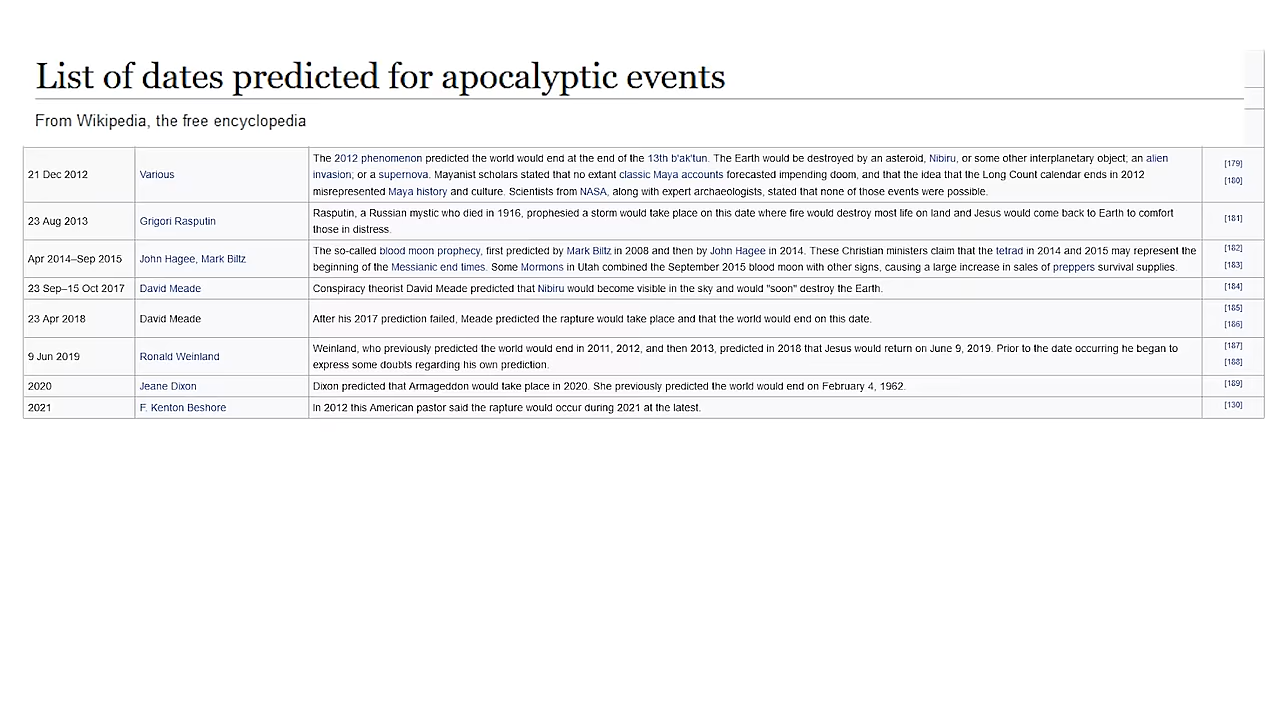 List of dates predicted for apocalyptic events
From Wikipedia, the free encyclopedia
21 Dec 2012
Various
The 2012 phenomenon predicted the world would end at the end of the 13th b'ak'tun. The Earth would be destroyed by an asteroid, Nibiru, or some other interplanetary object; an alien
invasion; or a supernova. Mayanist scholars stated that no extant classic Maya accounts forecasted impending doom, and that the idea that the Long Count calendar ends in 2012
misrepresented Maya history and culture. Scientists from NASA, along with expert archaeologists, stated that none of those events were possible.
[179]
[180]
23 Aug 2013
Grigori Rasputin
Rasputin, a Russian mystic who died in 1916, prophesied a storm would take place on this date where fire would destroy most life on land and Jesus would come back to Earth to comfort
those in distress.
[181]
Apr 2014–Sep 2015
John Hagee, Mark Biltz
The so-called blood moon prophecy, first predicted by Mark Biltz in 2008 and then by John Hagee in 2014. These Christian ministers claim that the tetrad in 2014 and 2015 may represent the
beginning of the Messianic end times. Some Mormons in Utah combined the September 2015 blood moon with other signs, causing a large increase in sales of preppers survival supplies.
[182]
[183]
23 Sep–15 Oct 2017
David Meade
Conspiracy theorist David Meade predicted that Nibiru would become visible in the sky and would "soon" destroy the Earth.
[184]
23 Apr 2018
David Meade
After his 2017 prediction failed, Meade predicted the rapture would take place and that the world would end on this date.
[185]
[186]
9 Jun 2019
Ronald Weinland
Weinland, who previously predicted the world would end in 2011, 2012, and then 2013, predicted in 2018 that Jesus would return on June 9, 2019. Prior to the date occurring he began to
express some doubts regarding his own prediction.
[187]
[188]
2020
Jeane Dixon
Dixon predicted that Armageddon would take place in 2020. She previously predicted the world would end on February 4, 1962.
[189]
2021
F. Kenton Beshore
In 2012 this American pastor said the rapture would occur during 2021 at the latest.
[130]